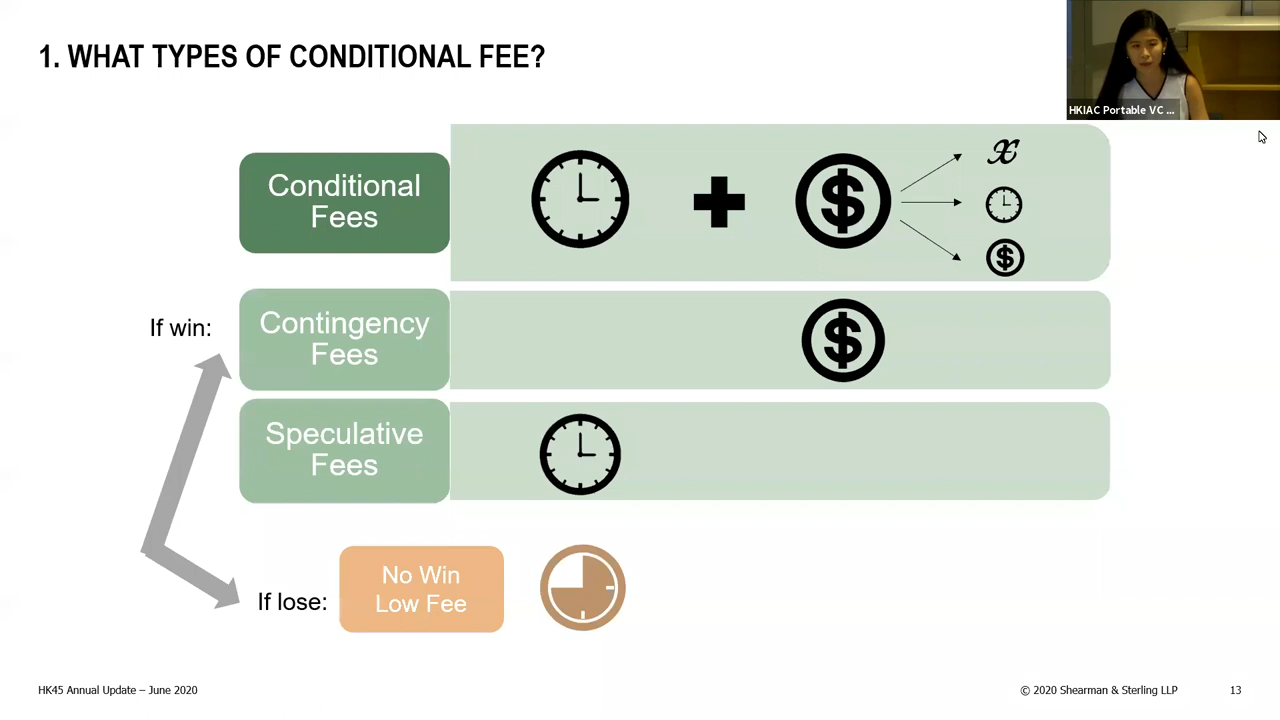 1. WHAT TYPES OF CONDITIONAL FEE?
HKIAC Portable VC ...
Conditional
Fees
𝓍
If win:
Contingency
Fees
Speculative
Fees
If lose:
No Win
Low Fee
HK45 Annual Update – June 2020
© 2020 Shearman & Sterling LLP
13